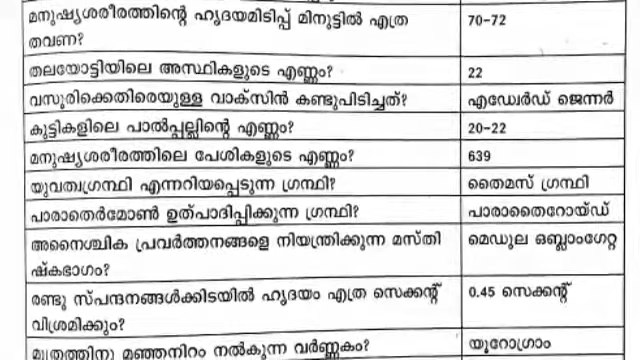 മനുഷ്യശരീരത്തിന്റെ ഹൃദയമിടിപ്പ് മിനുട്ടിൽ എത്ര 70-72
തവണ?
തലയോട്ടിയിലെ അസ്ഥികളുടെ എണ്ണം? 22
വസൂരിക്കെതിരെയുള്ള വാക്സിൻ കണ്ടുപിടിച്ചത്? എഡ്വേർഡ് ജെന്നർ
കുട്ടികളിലെ പാൽപ്പല്ലിന്റെ എണ്ണം? 20-22
മനുഷ്യശരീരത്തിലെ പേശികളുടെ എണ്ണം? 639
യുവത്വഗ്രന്ഥി എന്നറിയപ്പെടുന്ന ഗ്രന്ഥി? തൈമസ് ഗ്രന്ഥി
പാരാതെർമോൺ ഉത്പാദിപ്പിക്കുന്ന ഗ്രന്ഥി? പാരാതൈറോയ്ഡ്
അനൈശ്ചിക പ്രവർത്തനങ്ങളെ നിയന്ത്രിക്കുന്ന മസ്തി മെഡുല ഒബ്ലാംഗേറ്റ
ഷ്കഭാഗം?
രണ്ടു സ്പന്ദനങ്ങൾക്കിടയിൽ ഹൃദയം എത്ര സെക്കന്റ് 0.45 സെക്കന്റ്
വിശ്രമിക്കും?
മൂത്രത്തിനു മഞ്ഞനിറം നൽകുന്ന വർണ്ണകം? യൂറോഗ്രാം